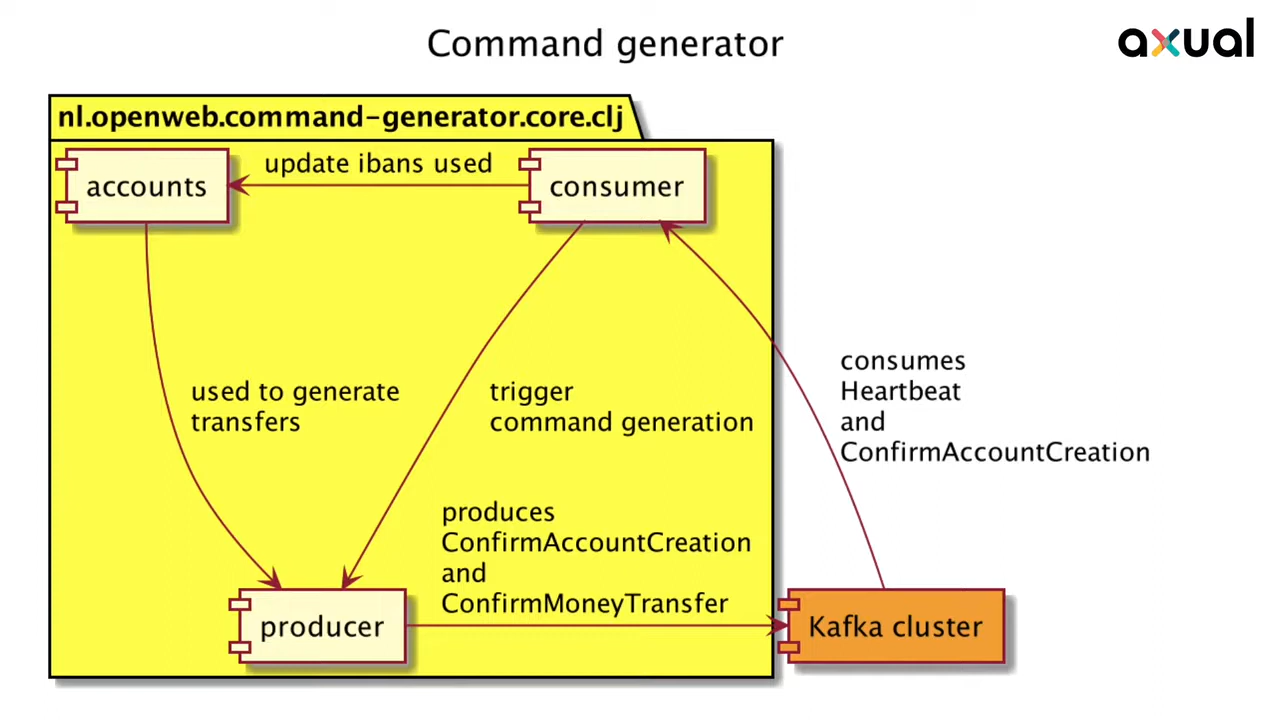 Command generator
axual
nl.openweb.command-generator.core.clj
accounts
update ibans used
consumer
consumes
Heartbeat
and
ConfirmAccountCreation
used to generate
transfers
trigger
command generation
produces
ConfirmAccountCreation
and
ConfirmMoneyTransfer
producer
Kafka cluster